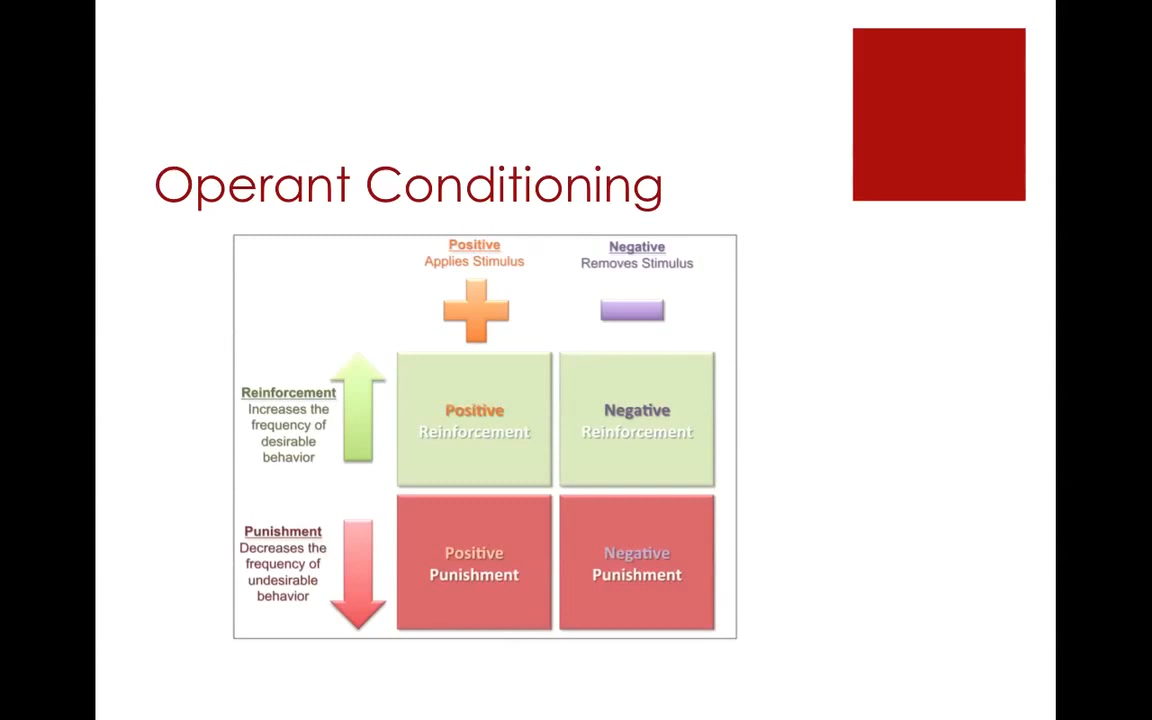 Operant Conditioning
Positive
Applies Stimulus
Negative
Removes Stimulus
Reinforcement
Increases the
frequency of
desirable
behavior
Positive
Reinforcement
Negative
Reinforcement
Punishment
Decreases the
frequency of
undesirable
behavior
Positive
Punishment
Negative
Punishment